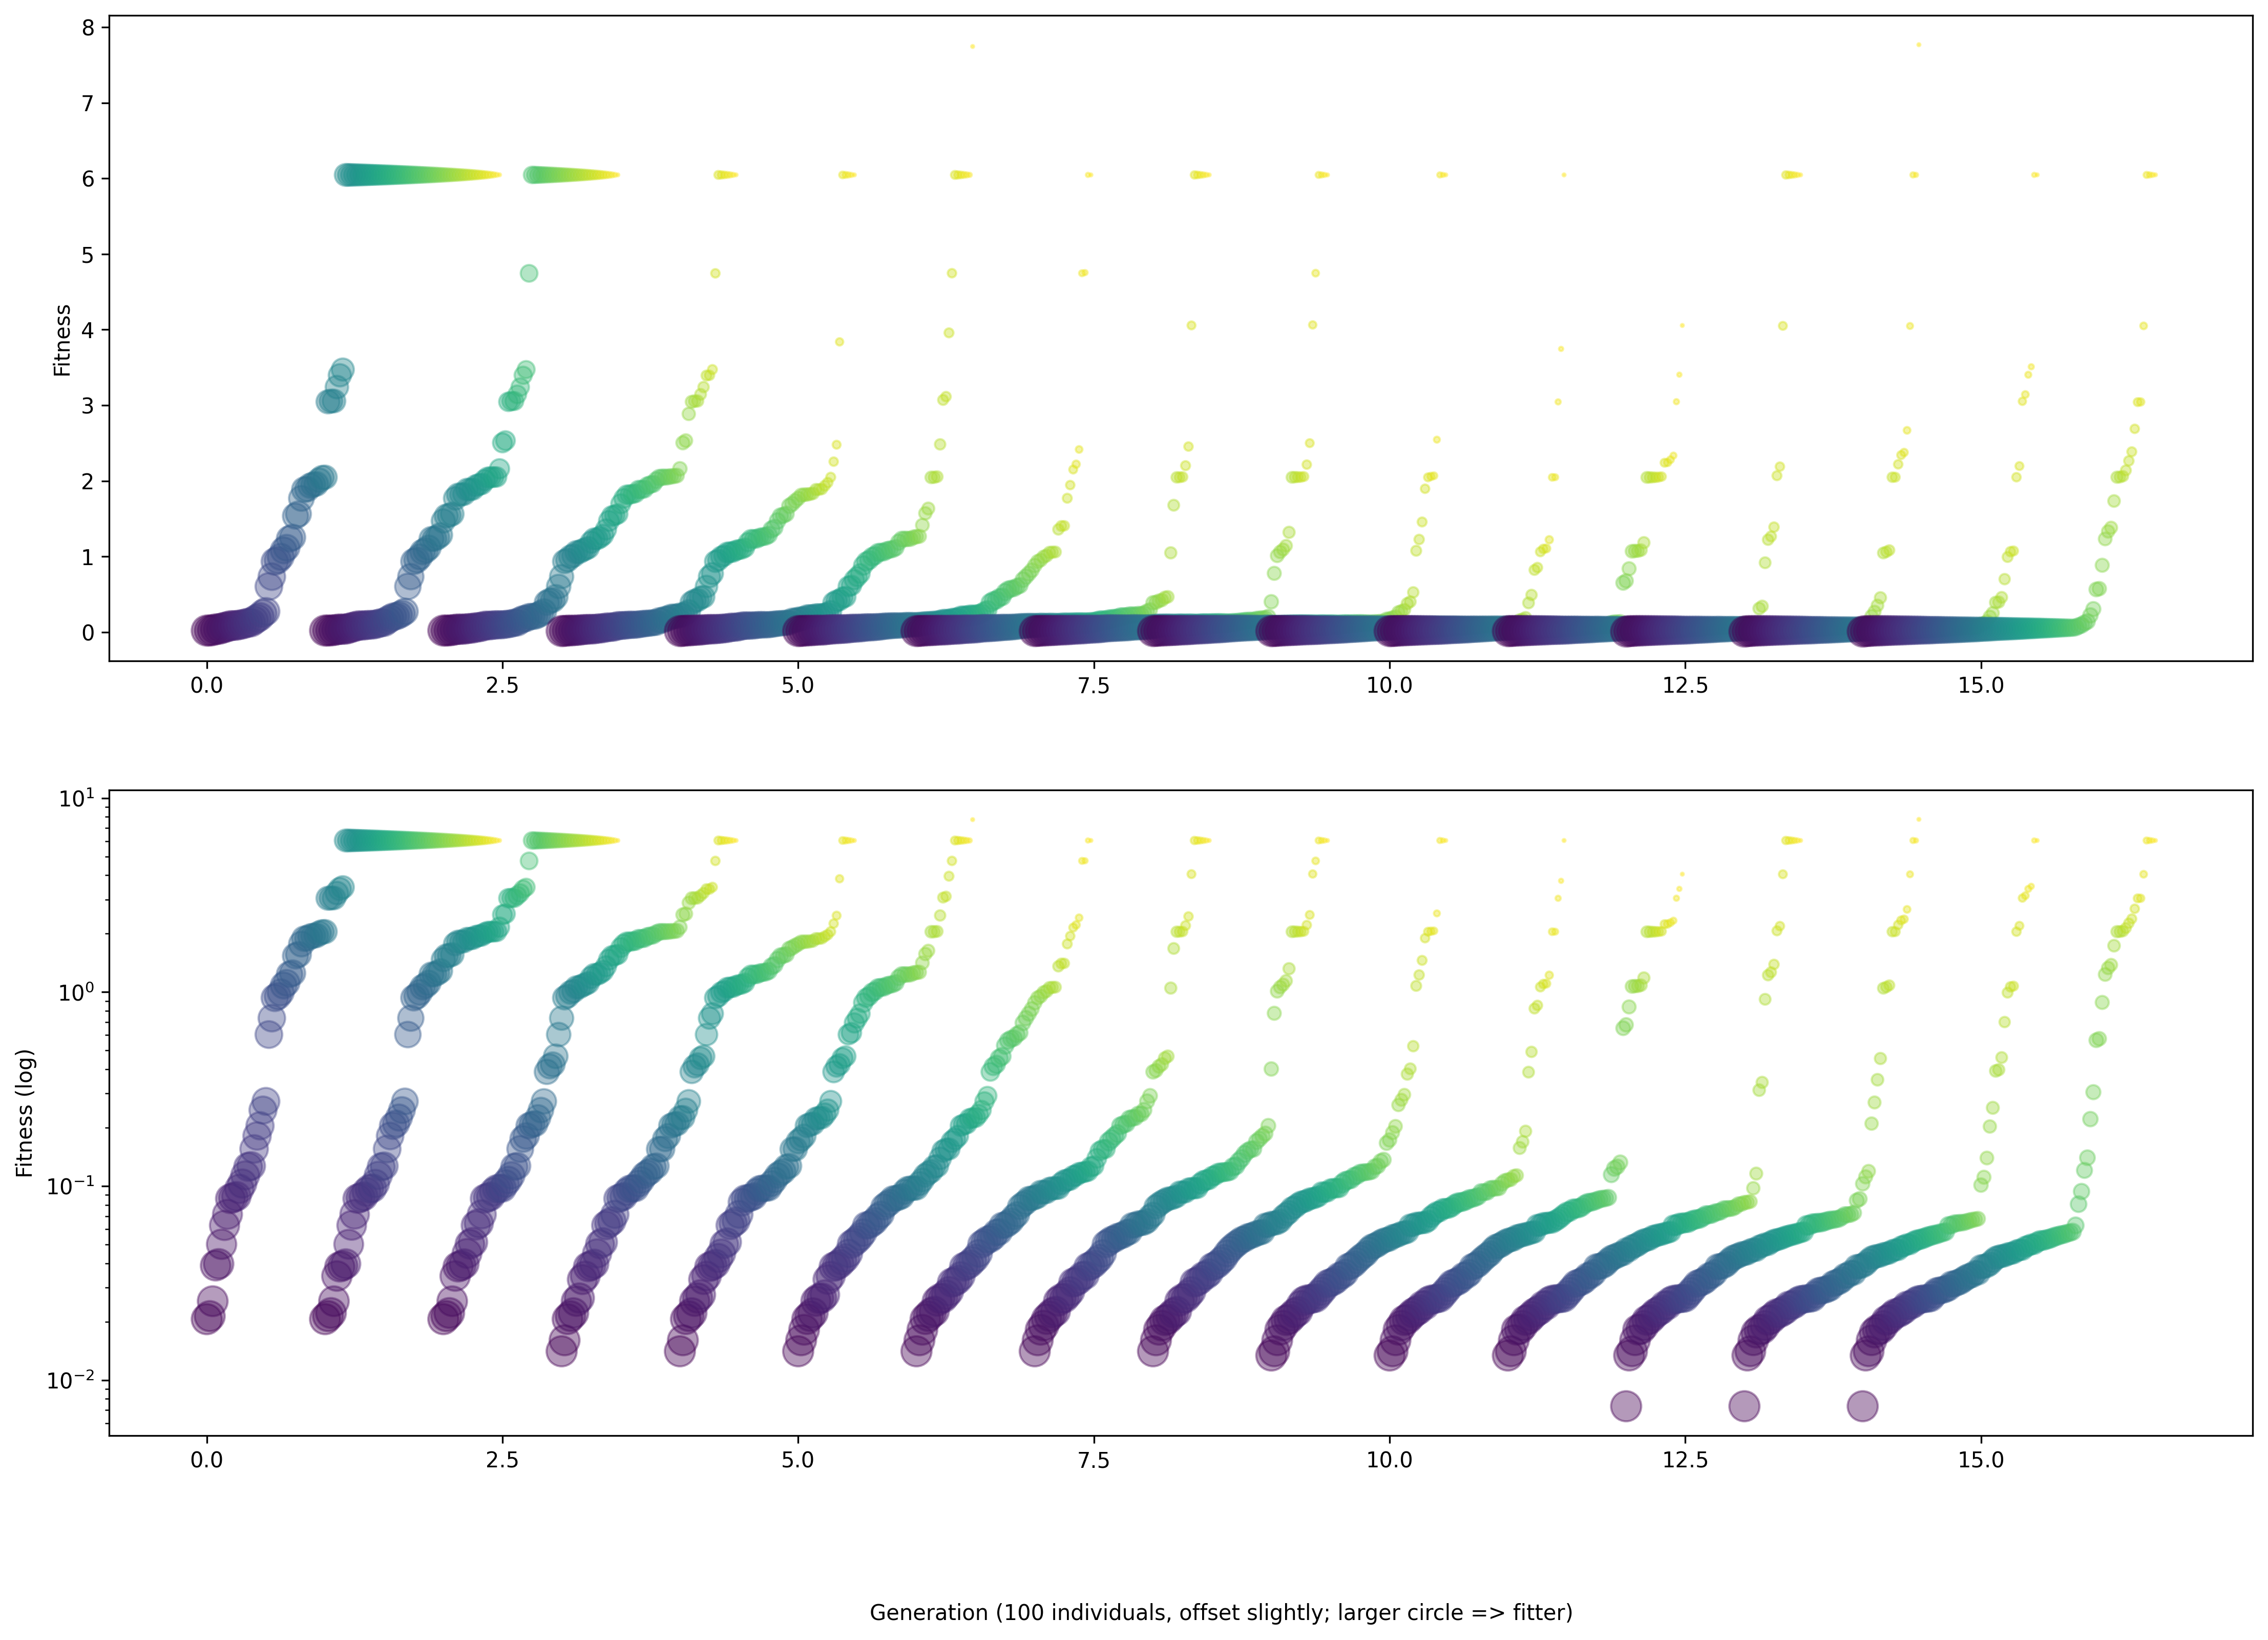 8
7
6
5
4
3
2
1
0
Fitness
0.0 2.5 5.0 7.5 10.0 12.5 15.0
10¹
10⁰
10⁻¹
10⁻²
Fitness (log)
0.0 2.5 5.0 7.5 10.0 12.5 15.0
Generation (100 individuals, offset slightly; larger circle => fitter)